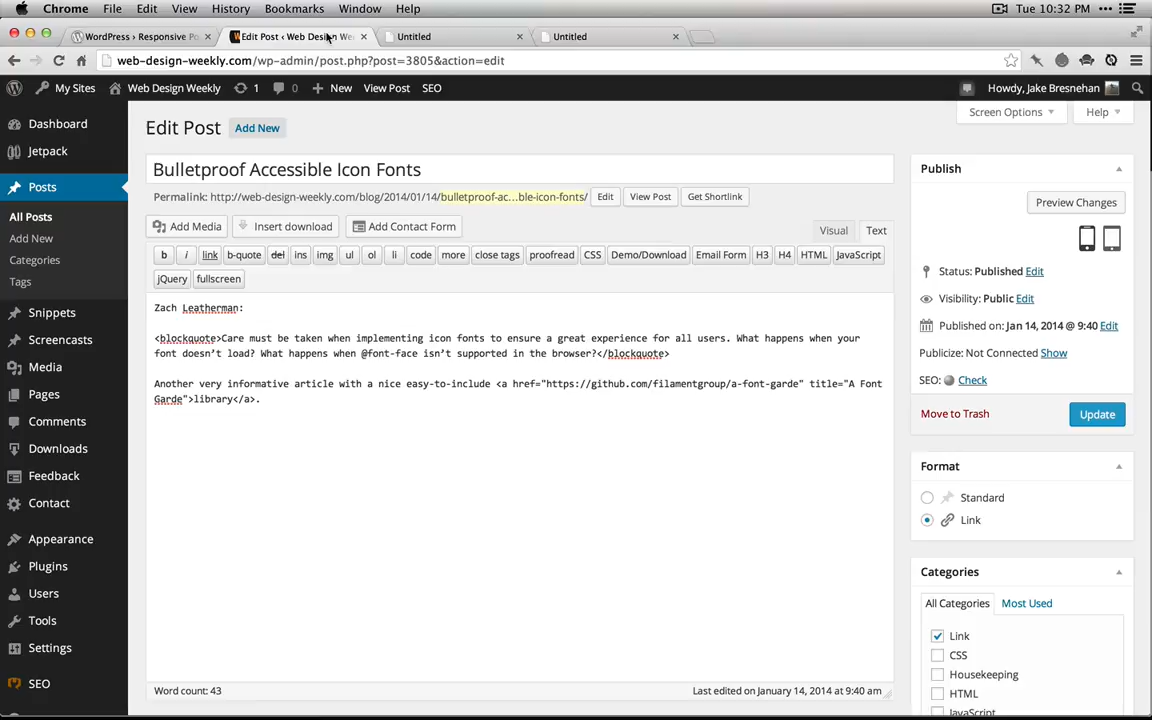 Chrome File Edit View History Bookmarks Window Help Tue 10:32 PM
WordPress › Responsive Po
Edit Post ‹ Web Design We
Untitled
Untitled
web-design-weekly.com/wp-admin/post.php?post=3805&action=edit
My Sites Web Design Weekly 1 0 + New View Post SEO Howdy, Jake Bresnehan
Dashboard
Jetpack
Posts
All Posts
Add New
Categories
Tags
Snippets
Screencasts
Media
Pages
Comments
Downloads
Feedback
Contact
Appearance
Plugins
Users
Tools
Settings
SEO
Screen Options Help
Edit Post Add New
Bulletproof Accessible Icon Fonts
Permalink: http://web-design-weekly.com/blog/2014/01/14/bulletproof-ac...ble-icon-fonts/ Edit View Post Get Shortlink
Add Media Insert download Add Contact Form Visual Text
b i link b-quote del ins img ul ol li code more close tags proofread CSS Demo/Download Email Form H3 H4 HTML JavaScript
jQuery fullscreen
Zach Leatherman:
<blockquote>Care must be taken when implementing icon fonts to ensure a great experience for all users. What happens when your
font doesn’t load? What happens when @font-face isn’t supported in the browser?</blockquote>
Another very informative article with a nice easy-to-include <a href="https://github.com/filamentgroup/a-font-garde" title="A Font
Garde">library</a>.
Word count: 43 Last edited on January 14, 2014 at 9:40 am
Publish
Preview Changes
Status: Published Edit
Visibility: Public Edit
Published on: Jan 14, 2014 @ 9:40 Edit
Publicize: Not Connected Show
SEO: Check
Move to Trash Update
Format
Standard
Link
Categories
All Categories Most Used
Link
CSS
Housekeeping
HTML
JavaScript